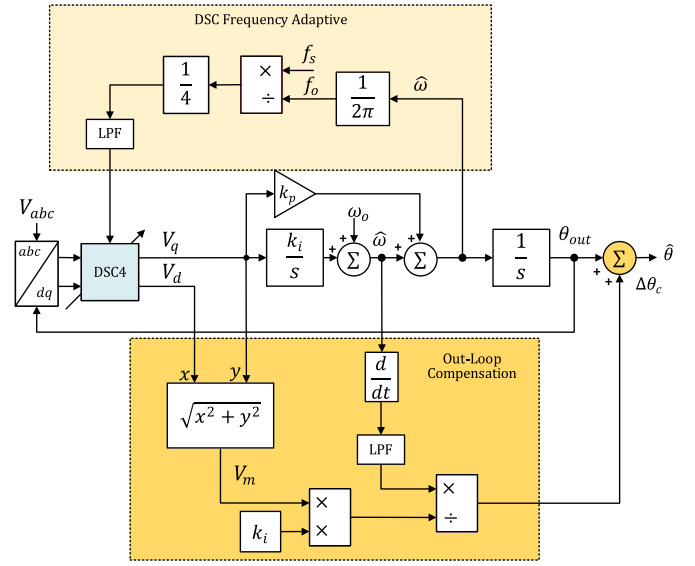 DSC Frequency Adaptive
1/4
×
÷
f_s
f_o
1/2π
ω̂
LPF
k_p
V_abc
abc
dq
DSC4
V_q
V_d
k_i/s
ω_o
+
+
Σ
ω̂
+
+
Σ
1/s
θ_out
Σ
+
+
θ̂
Δθ_c
x
y
√x² + y²
V_m
k_i
×
×
d/dt
LPF
×
÷
Out-Loop
Compensation